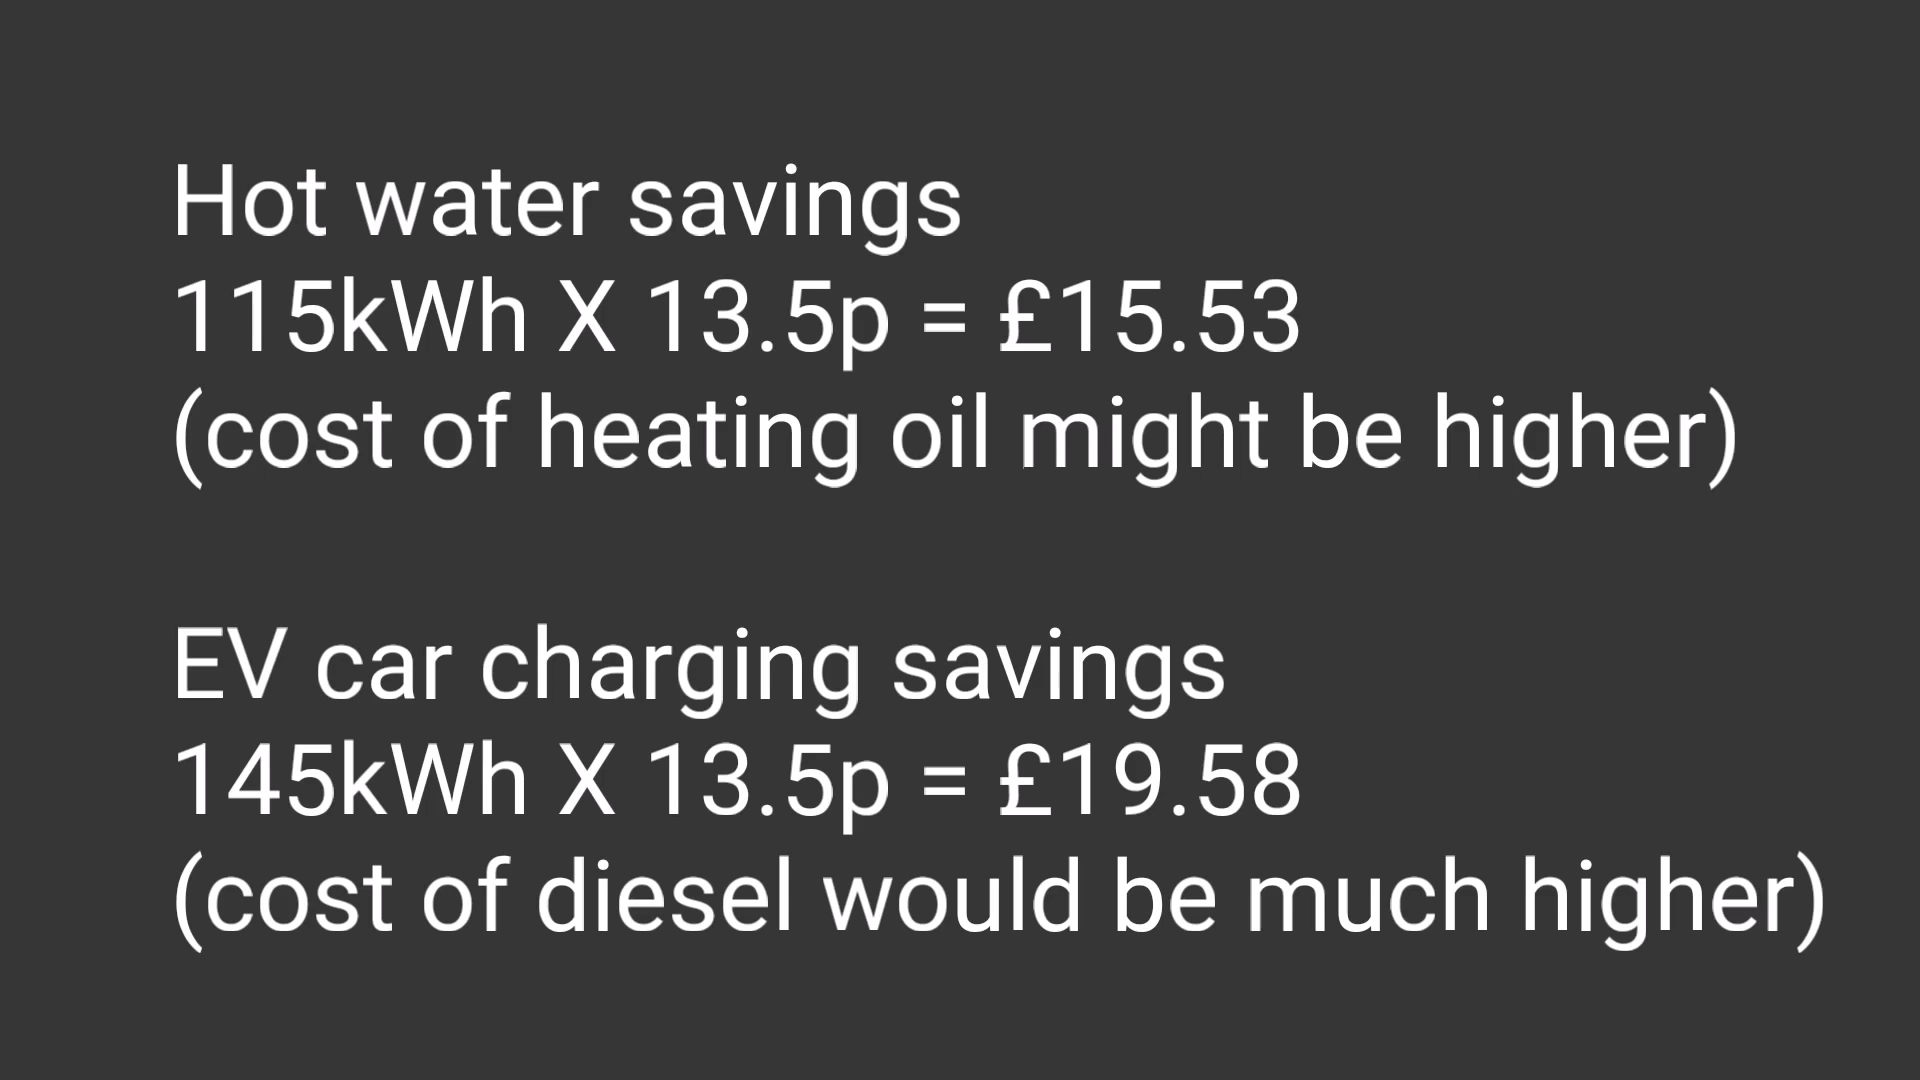 Hot water savings
115kWh X 13.5p = £15.53
(cost of heating oil might be higher)
EV car charging savings
145kWh X 13.5p = £19.58
(cost of diesel would be much higher)